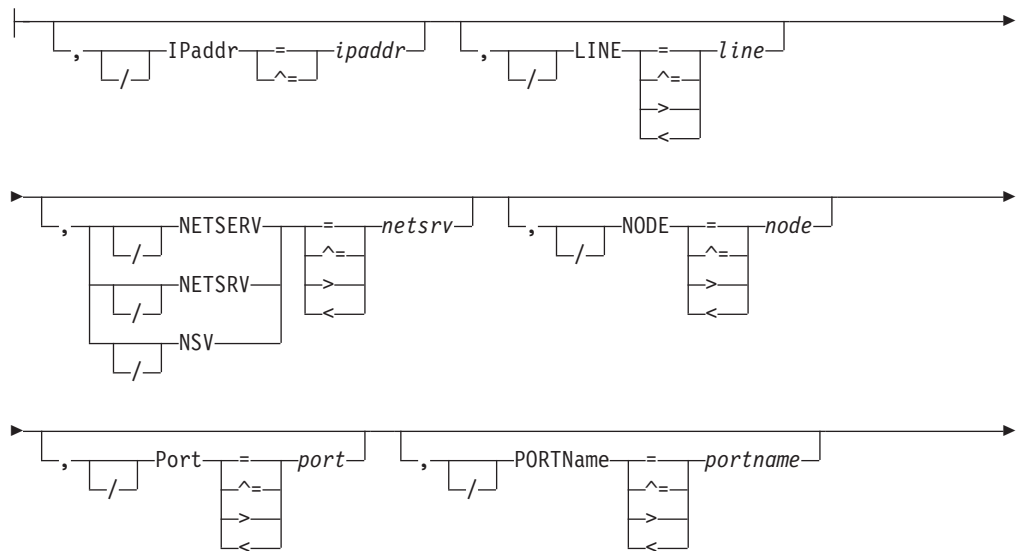 , / IPaddr = ipaddr , / LINE = line
^= ^=
>
<
, / NETSERV = netsrv , / NODE = node
^= ^=
/ NETSRV > >
< <
/ NSV
, / Port = port , / PORTName = portname
^= ^=
> >
< <